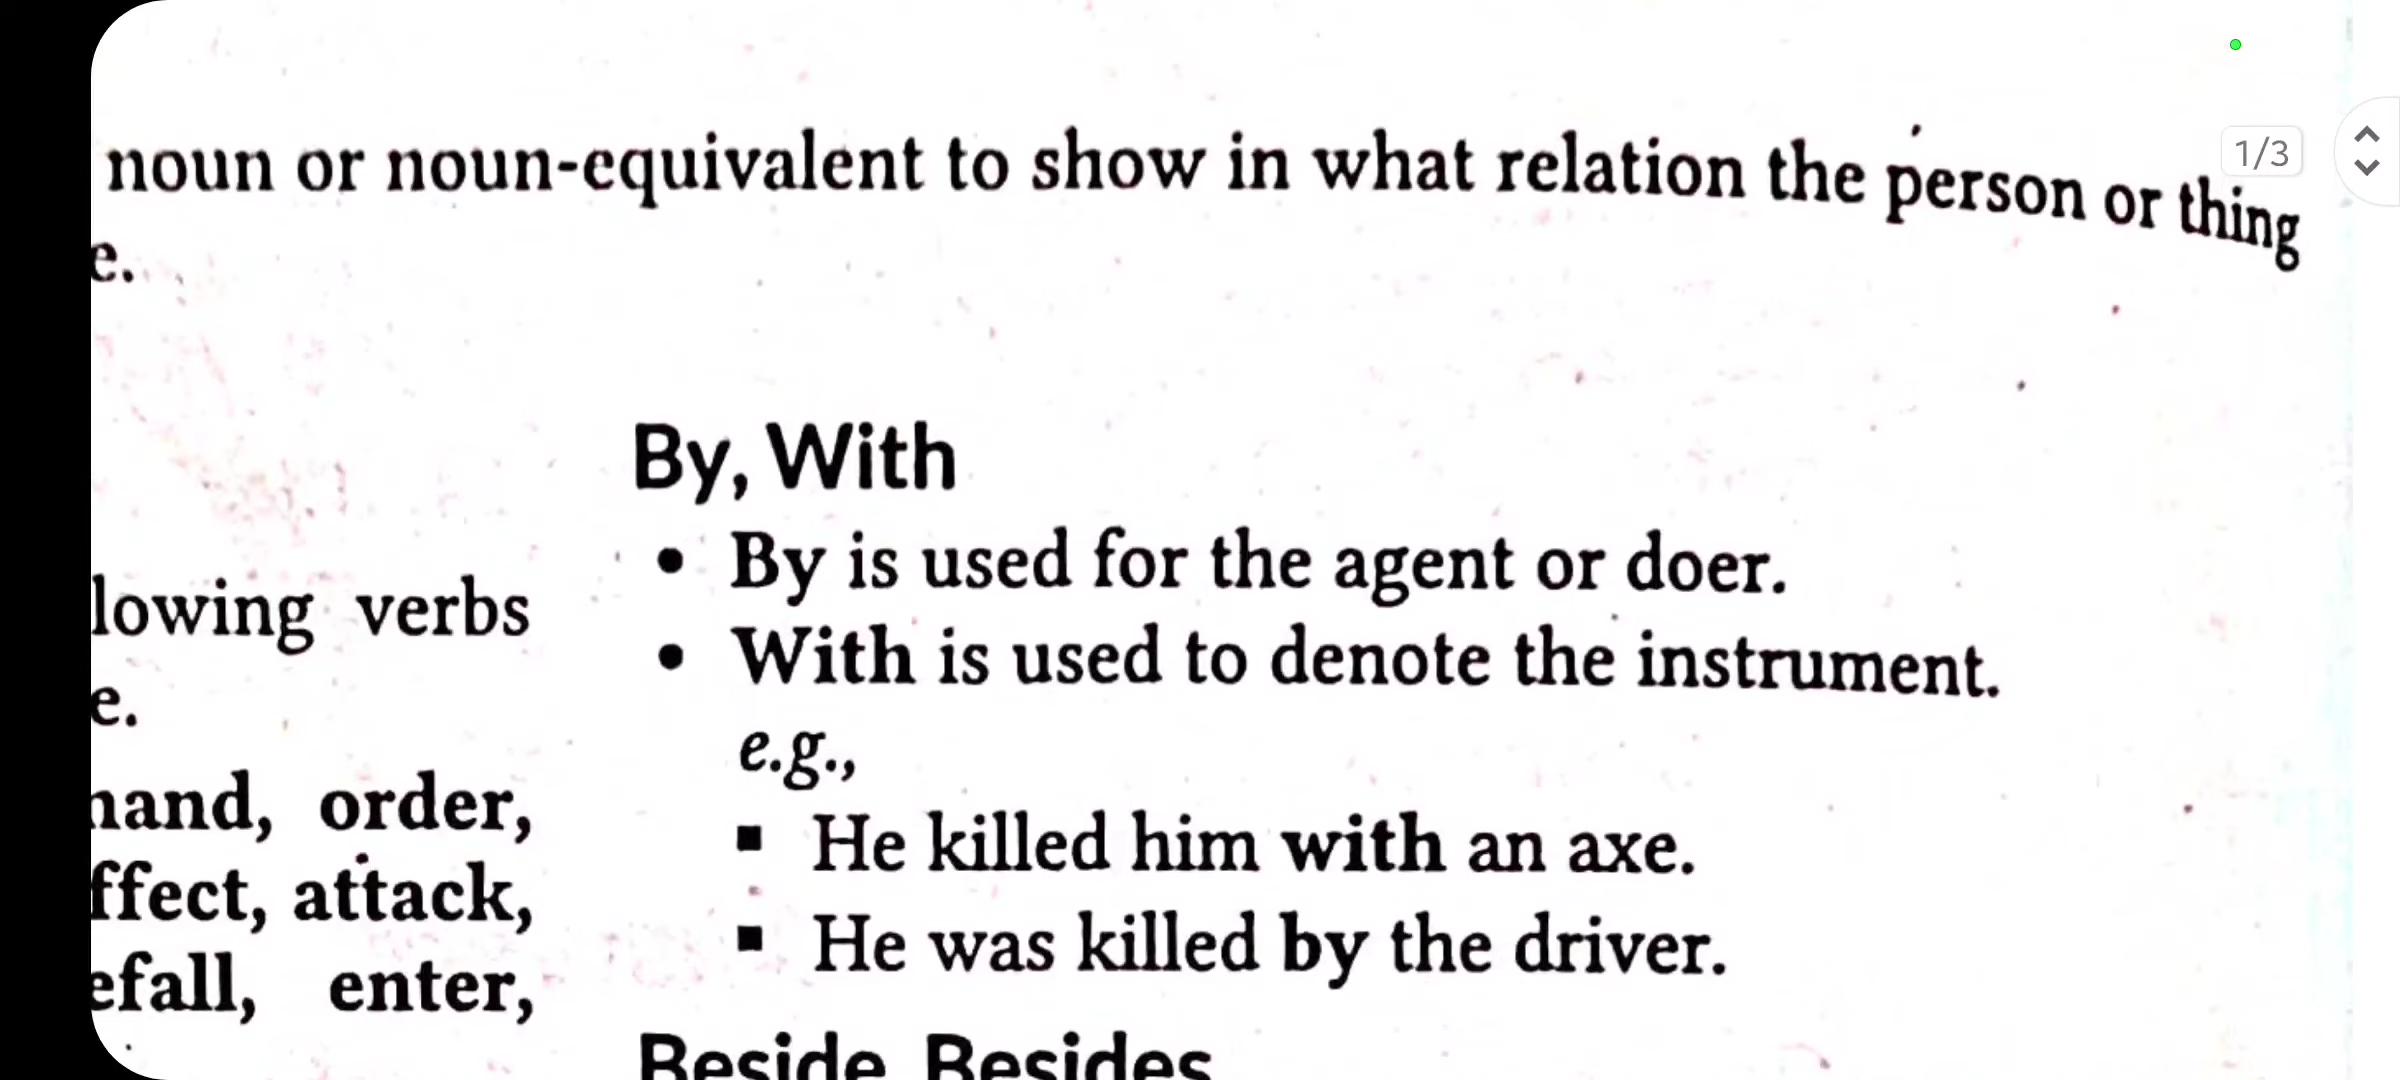 noun or noun-equivalent to show in what relation the person or thing
e.
1/3
lowing verbs
e.
hand, order,
ffect, attack,
efall, enter,
By, With
• By is used for the agent or doer.
• With is used to denote the instrument.
e.g.,
▪ He killed him with an axe.
▪ He was killed by the driver.
Beside, Besides